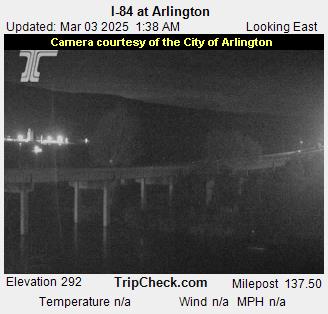 I-84 at Arlington
Updated: Mar 03 2025 1:38 AM Looking East
Camera courtesy of the City of Arlington
Elevation 292 TripCheck.com Milepost 137.50
Temperature n/a Wind n/a MPH n/a